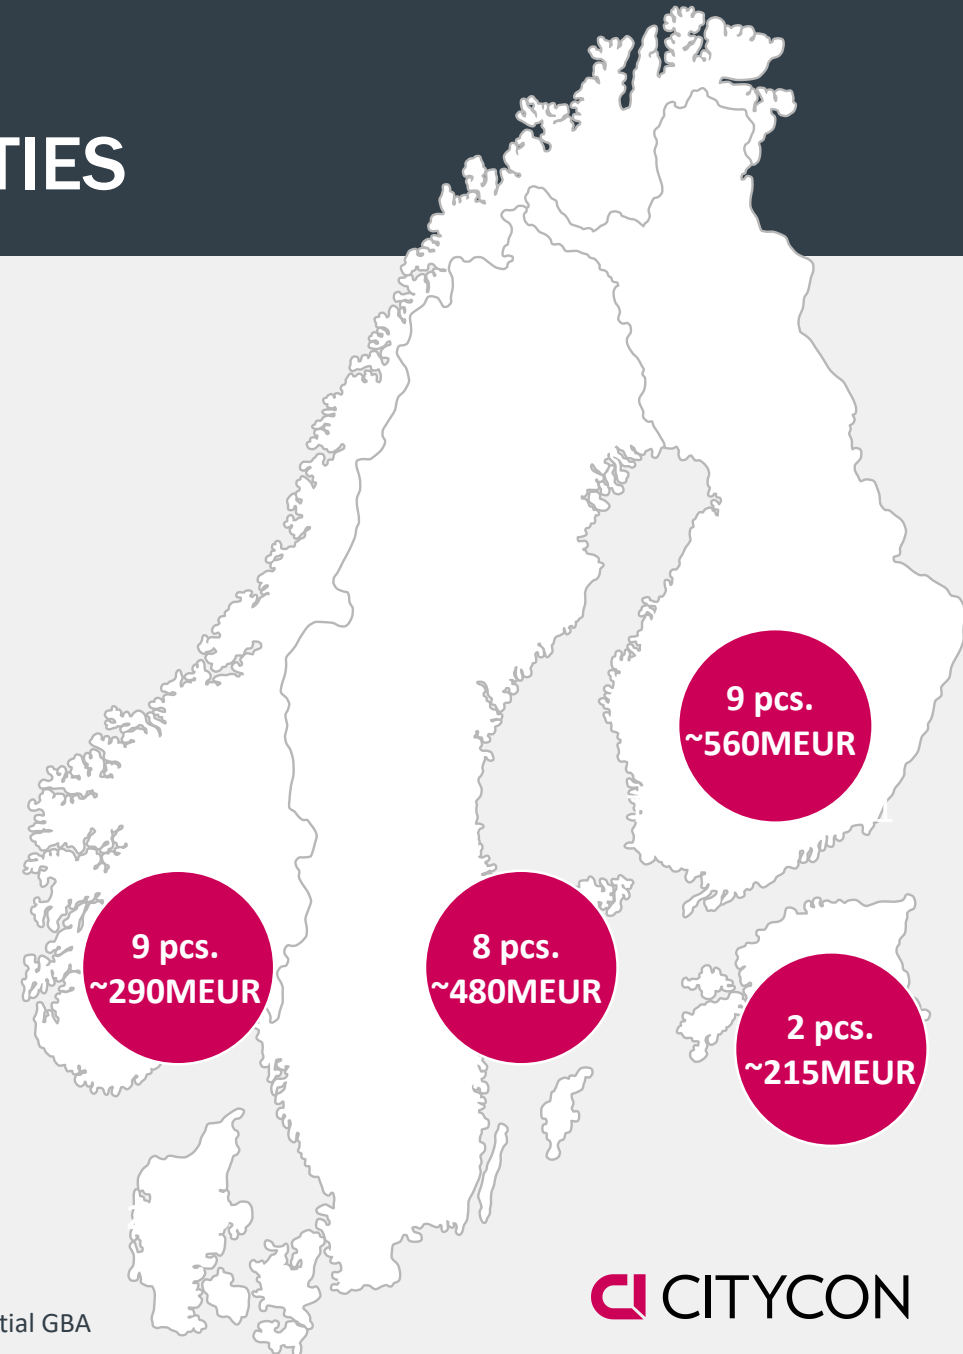 TIES
9 pcs.
~560MEUR
9 pcs.
~290MEUR
8 pcs.
~480MEUR
2 pcs.
~215MEUR
CITYCON
tial GBA